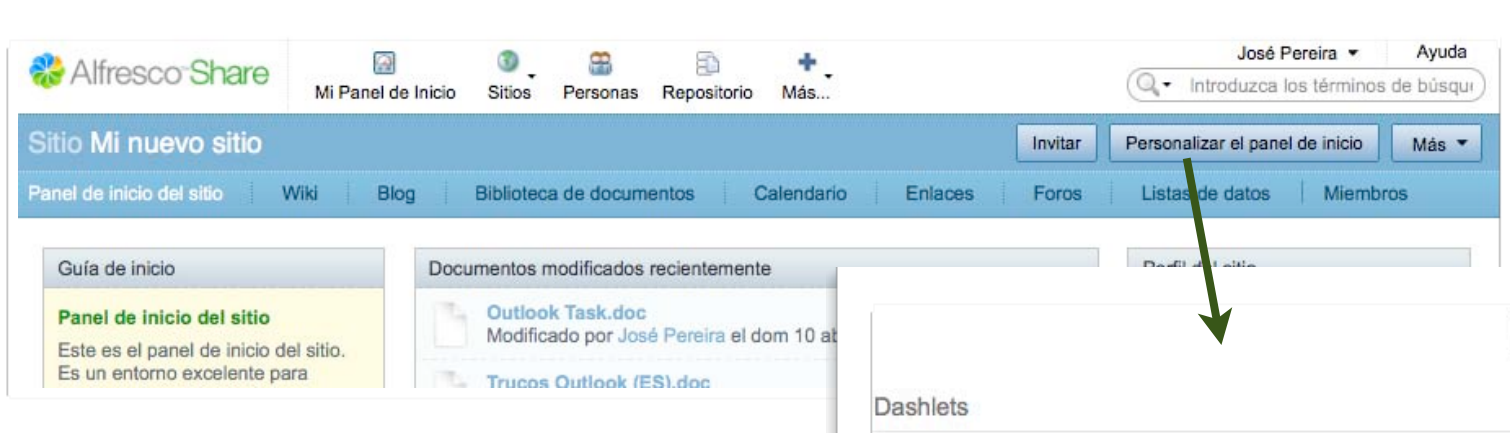 Alfresco Share
Mi Panel de Inicio Sitios Personas Repositorio Más...
José Pereira Ayuda
Introduzca los términos de búsqu
Sitio Mi nuevo sitio
Invitar Personalizar el panel de inicio Más
Panel de inicio del sitio Wiki Blog Biblioteca de documentos Calendario Enlaces Foros Listas de datos Miembros
Guía de inicio
Panel de inicio del sitio
Este es el panel de inicio del sitio.
Es un entorno excelente para
Documentos modificados recientemente
Outlook Task.doc
Modificado por José Pereira el dom 10 ab
Trucos Outlook (ES).doc
Perfil del sitio
Dashlets